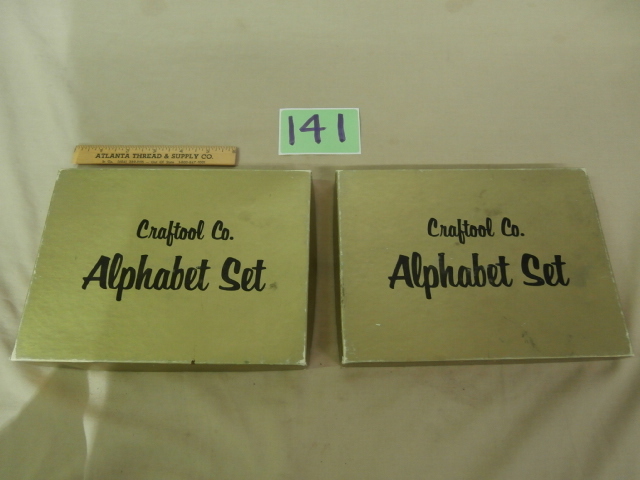 141
ATLANTA THREAD & SUPPLY CO.
Craftool Co.
Alphabet Set
Craftool Co.
Alphabet Set